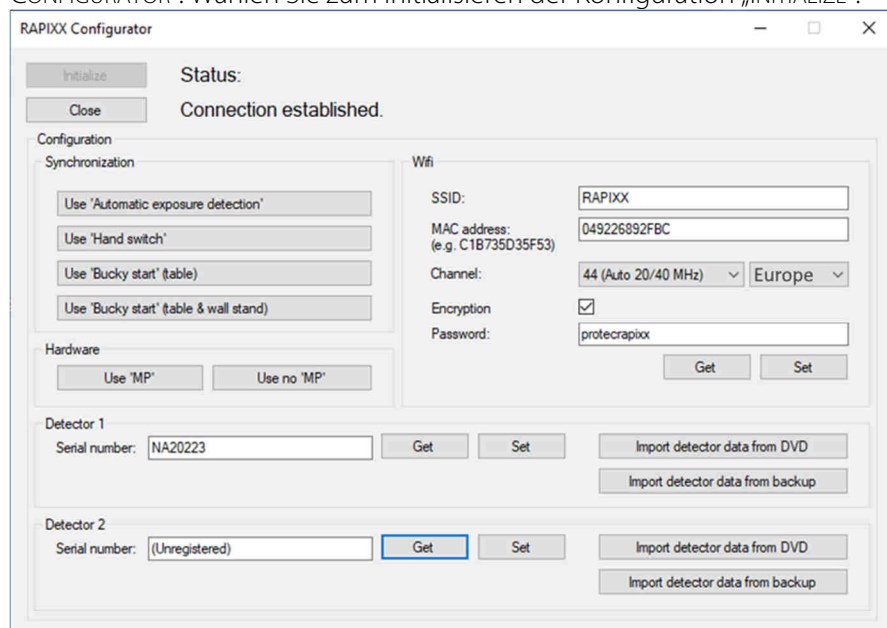 CONFIGURATOR“. Wählen Sie zum Initialisieren der Konfiguration „INITIALIZE“.
RAPIXX Configurator
Initialize
Status:
Close
Connection established.
Configuration
Synchronization
Use 'Automatic exposure detection'
Use 'Hand switch'
Use 'Bucky start' (table)
Use 'Bucky start' (table & wall stand)
Hardware
Use 'MP' Use no 'MP'
Wifi
SSID: RAPIXX
MAC address: 049226892FBC
(e.g. C1B735D35F53)
Channel: 44 (Auto 20/40 MHz) Europe
Encryption
Password: protecrapixx
Get Set
Detector 1
Serial number: NA20223 Get Set Import detector data from DVD
Import detector data from backup
Detector 2
Serial number: (Unregistered) Get Set Import detector data from DVD
Import detector data from backup